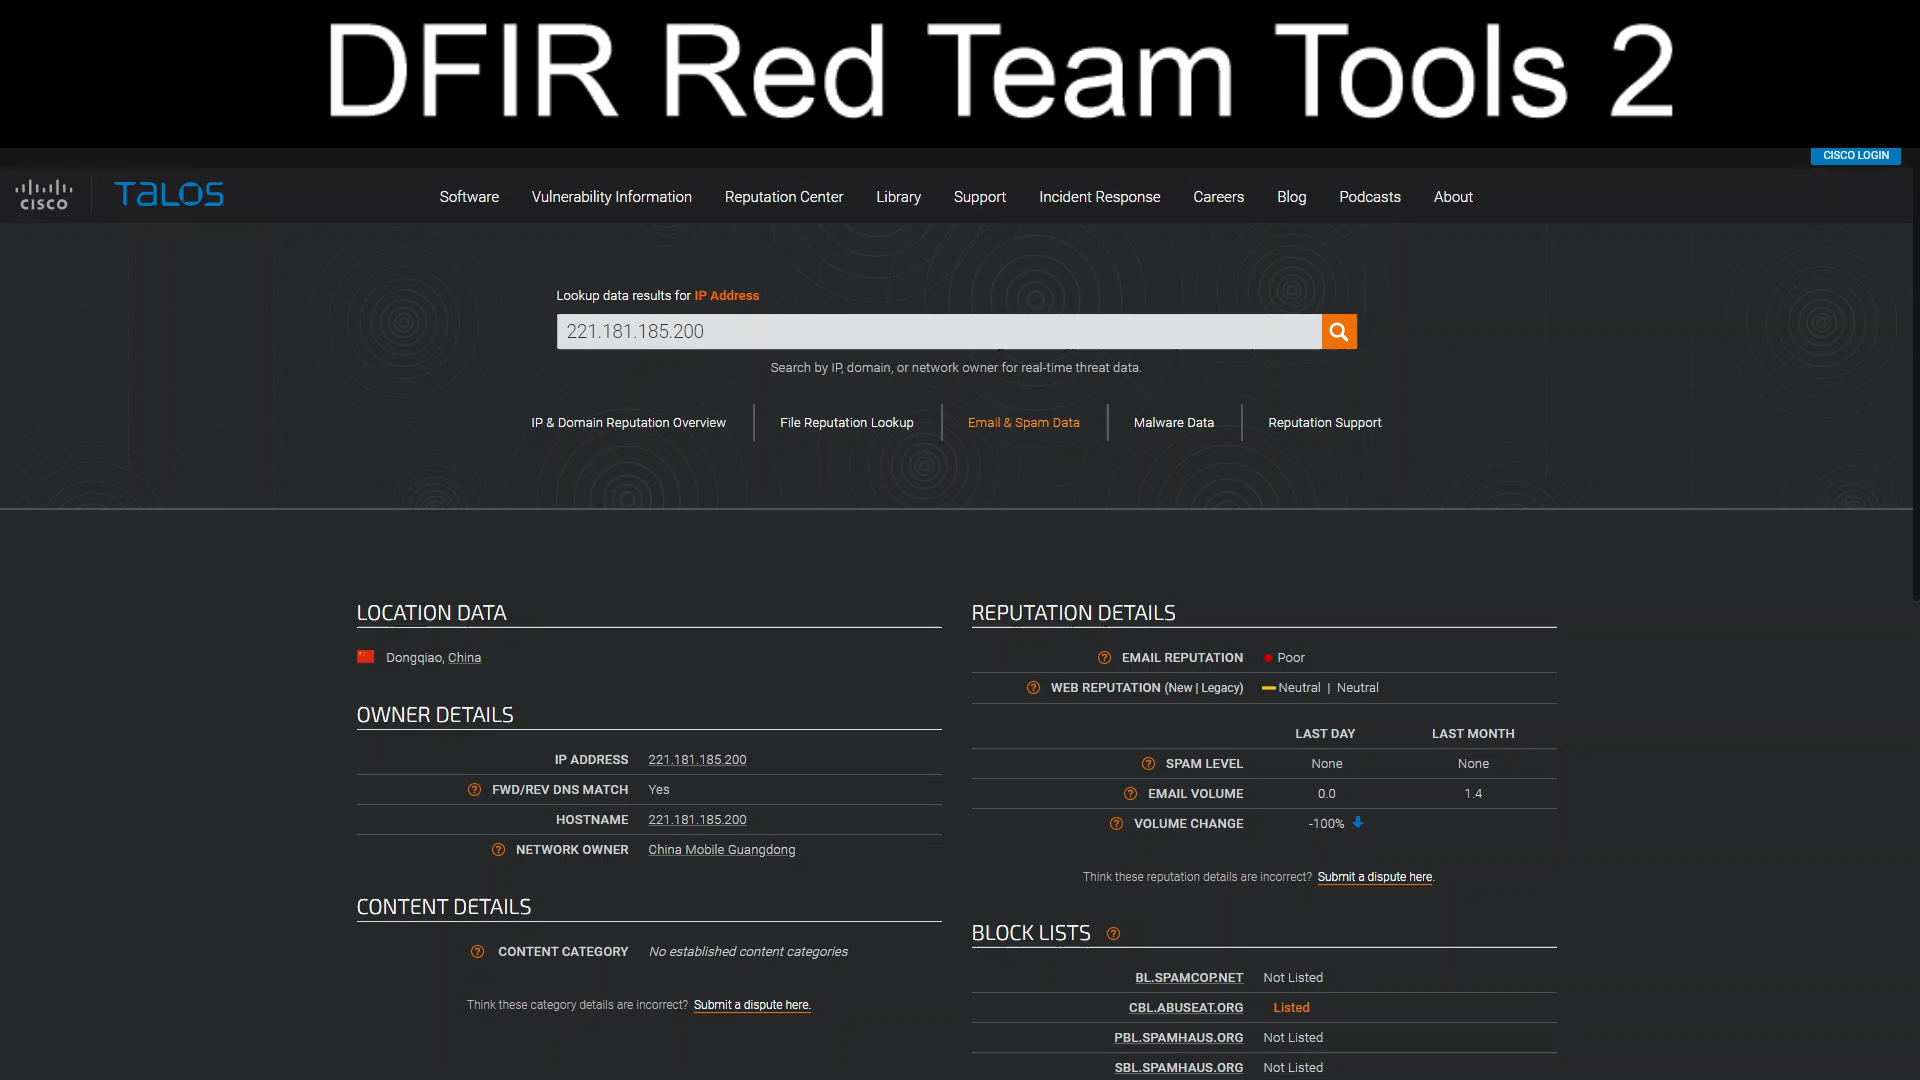 DFIR Red Team Tools 2
CISCO LOGIN
CISCO TALOS
Software Vulnerability Information Reputation Center Library Support Incident Response Careers Blog Podcasts About
Lookup data results for IP Address
221.181.185.200
Search by IP, domain, or network owner for real-time threat data.
IP & Domain Reputation Overview File Reputation Lookup Email & Spam Data Malware Data Reputation Support
LOCATION DATA
Dongqiao, China
OWNER DETAILS
IP ADDRESS 221.181.185.200
? FWD/REV DNS MATCH Yes
HOSTNAME 221.181.185.200
? NETWORK OWNER China Mobile Guangdong
CONTENT DETAILS
? CONTENT CATEGORY No established content categories
Think these category details are incorrect? Submit a dispute here.
REPUTATION DETAILS
? EMAIL REPUTATION Poor
? WEB REPUTATION (New | Legacy) Neutral | Neutral
LAST DAY LAST MONTH
? SPAM LEVEL None None
? EMAIL VOLUME 0.0 1.4
? VOLUME CHANGE -100%
Think these reputation details are incorrect? Submit a dispute here.
BLOCK LISTS ?
BL.SPAMCOP.NET Not Listed
CBL.ABUSEAT.ORG Listed
PBL.SPAMHAUS.ORG Not Listed
SBL.SPAMHAUS.ORG Not Listed